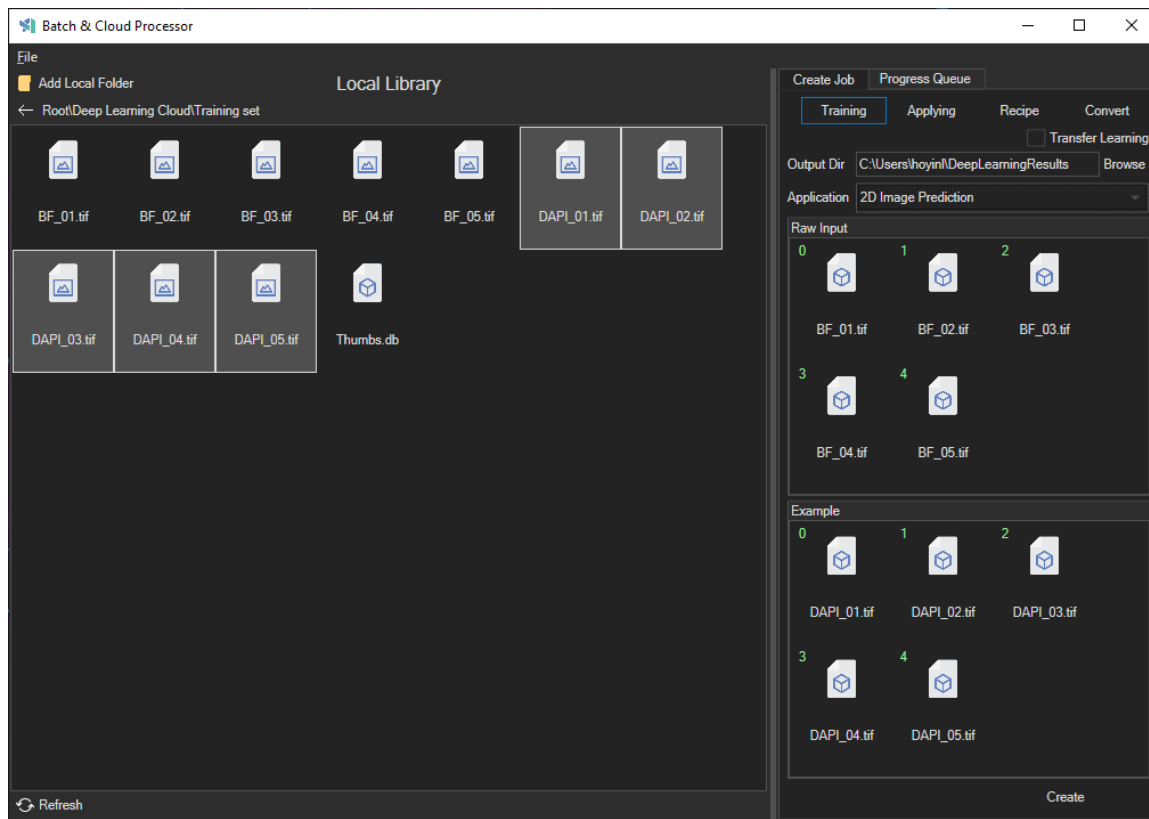 Batch & Cloud Processor
File
Add Local Folder
Local Library
Root\Deep Learning Cloud\Training set
BF_01.tif BF_02.tif BF_03.tif BF_04.tif BF_05.tif DAPI_01.tif DAPI_02.tif
DAPI_03.tif DAPI_04.tif DAPI_05.tif Thumbs.db
Refresh
Create Job Progress Queue
Training Applying Recipe Convert
Transfer Learning
Output Dir C:\Users\hoyinl\DeepLearningResults Browse
Application 2D Image Prediction
Raw Input
0 1 2
BF_01.tif BF_02.tif BF_03.tif
3 4
BF_04.tif BF_05.tif
Example
0 1 2
DAPI_01.tif DAPI_02.tif DAPI_03.tif
3 4
DAPI_04.tif DAPI_05.tif
Create